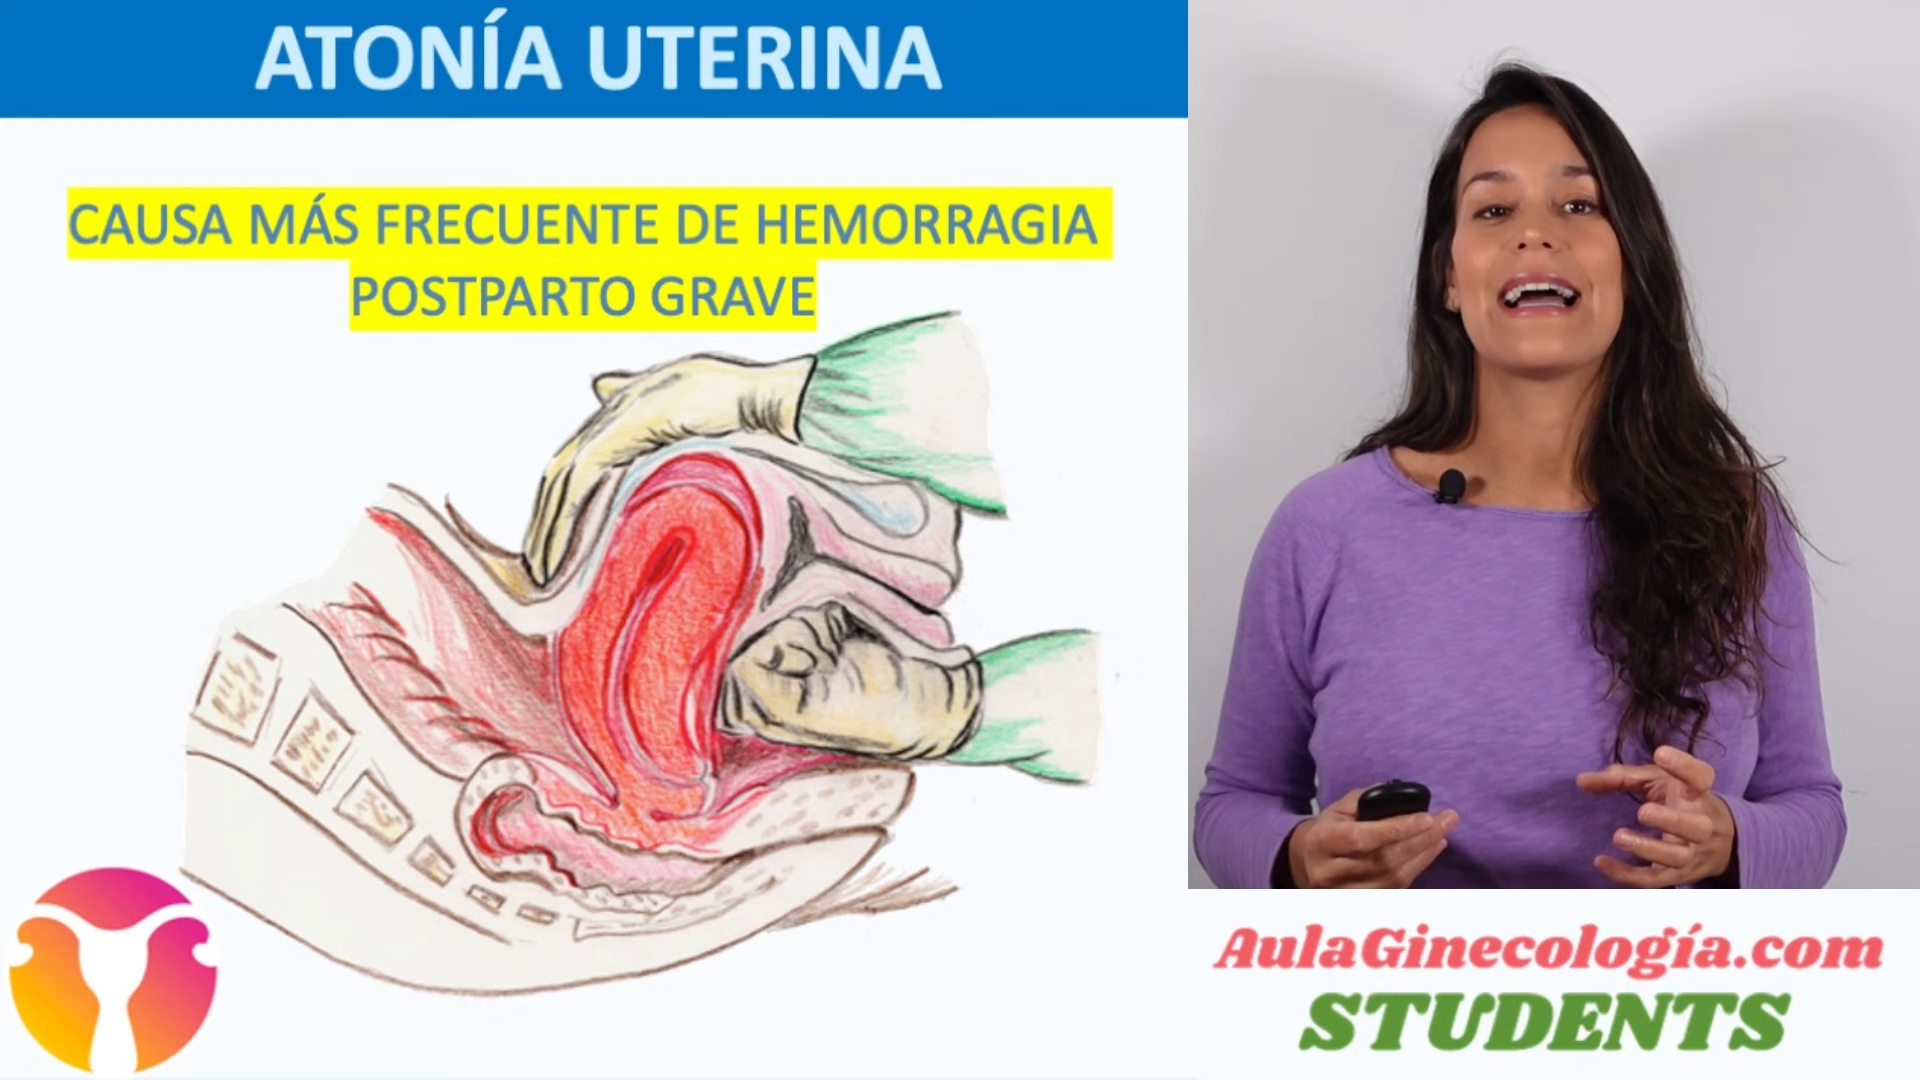 ATONÍA UTERINA
CAUSA MÁS FRECUENTE DE HEMORRAGIA
POSTPARTO GRAVE
AulaGinecología.com
STUDENTS